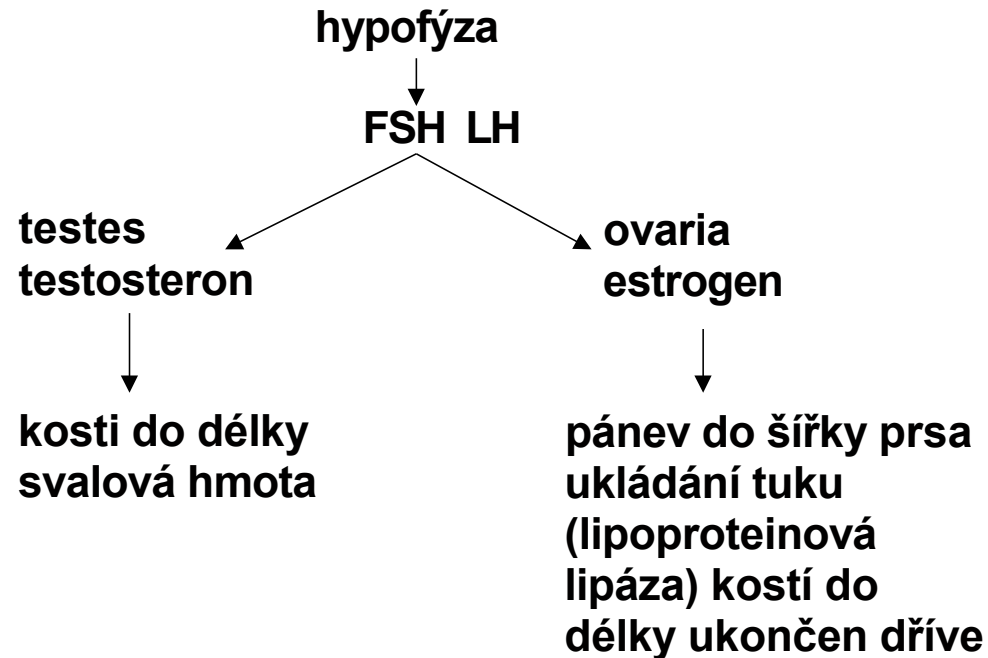 hypofýza
FSH LH
testes
testosteron
ovaria
estrogen
kosti do délky
svalová hmota
pánev do šířky prsa
ukládání tuku
(lipoproteinová
lipáza) kostí do
délky ukončen dříve